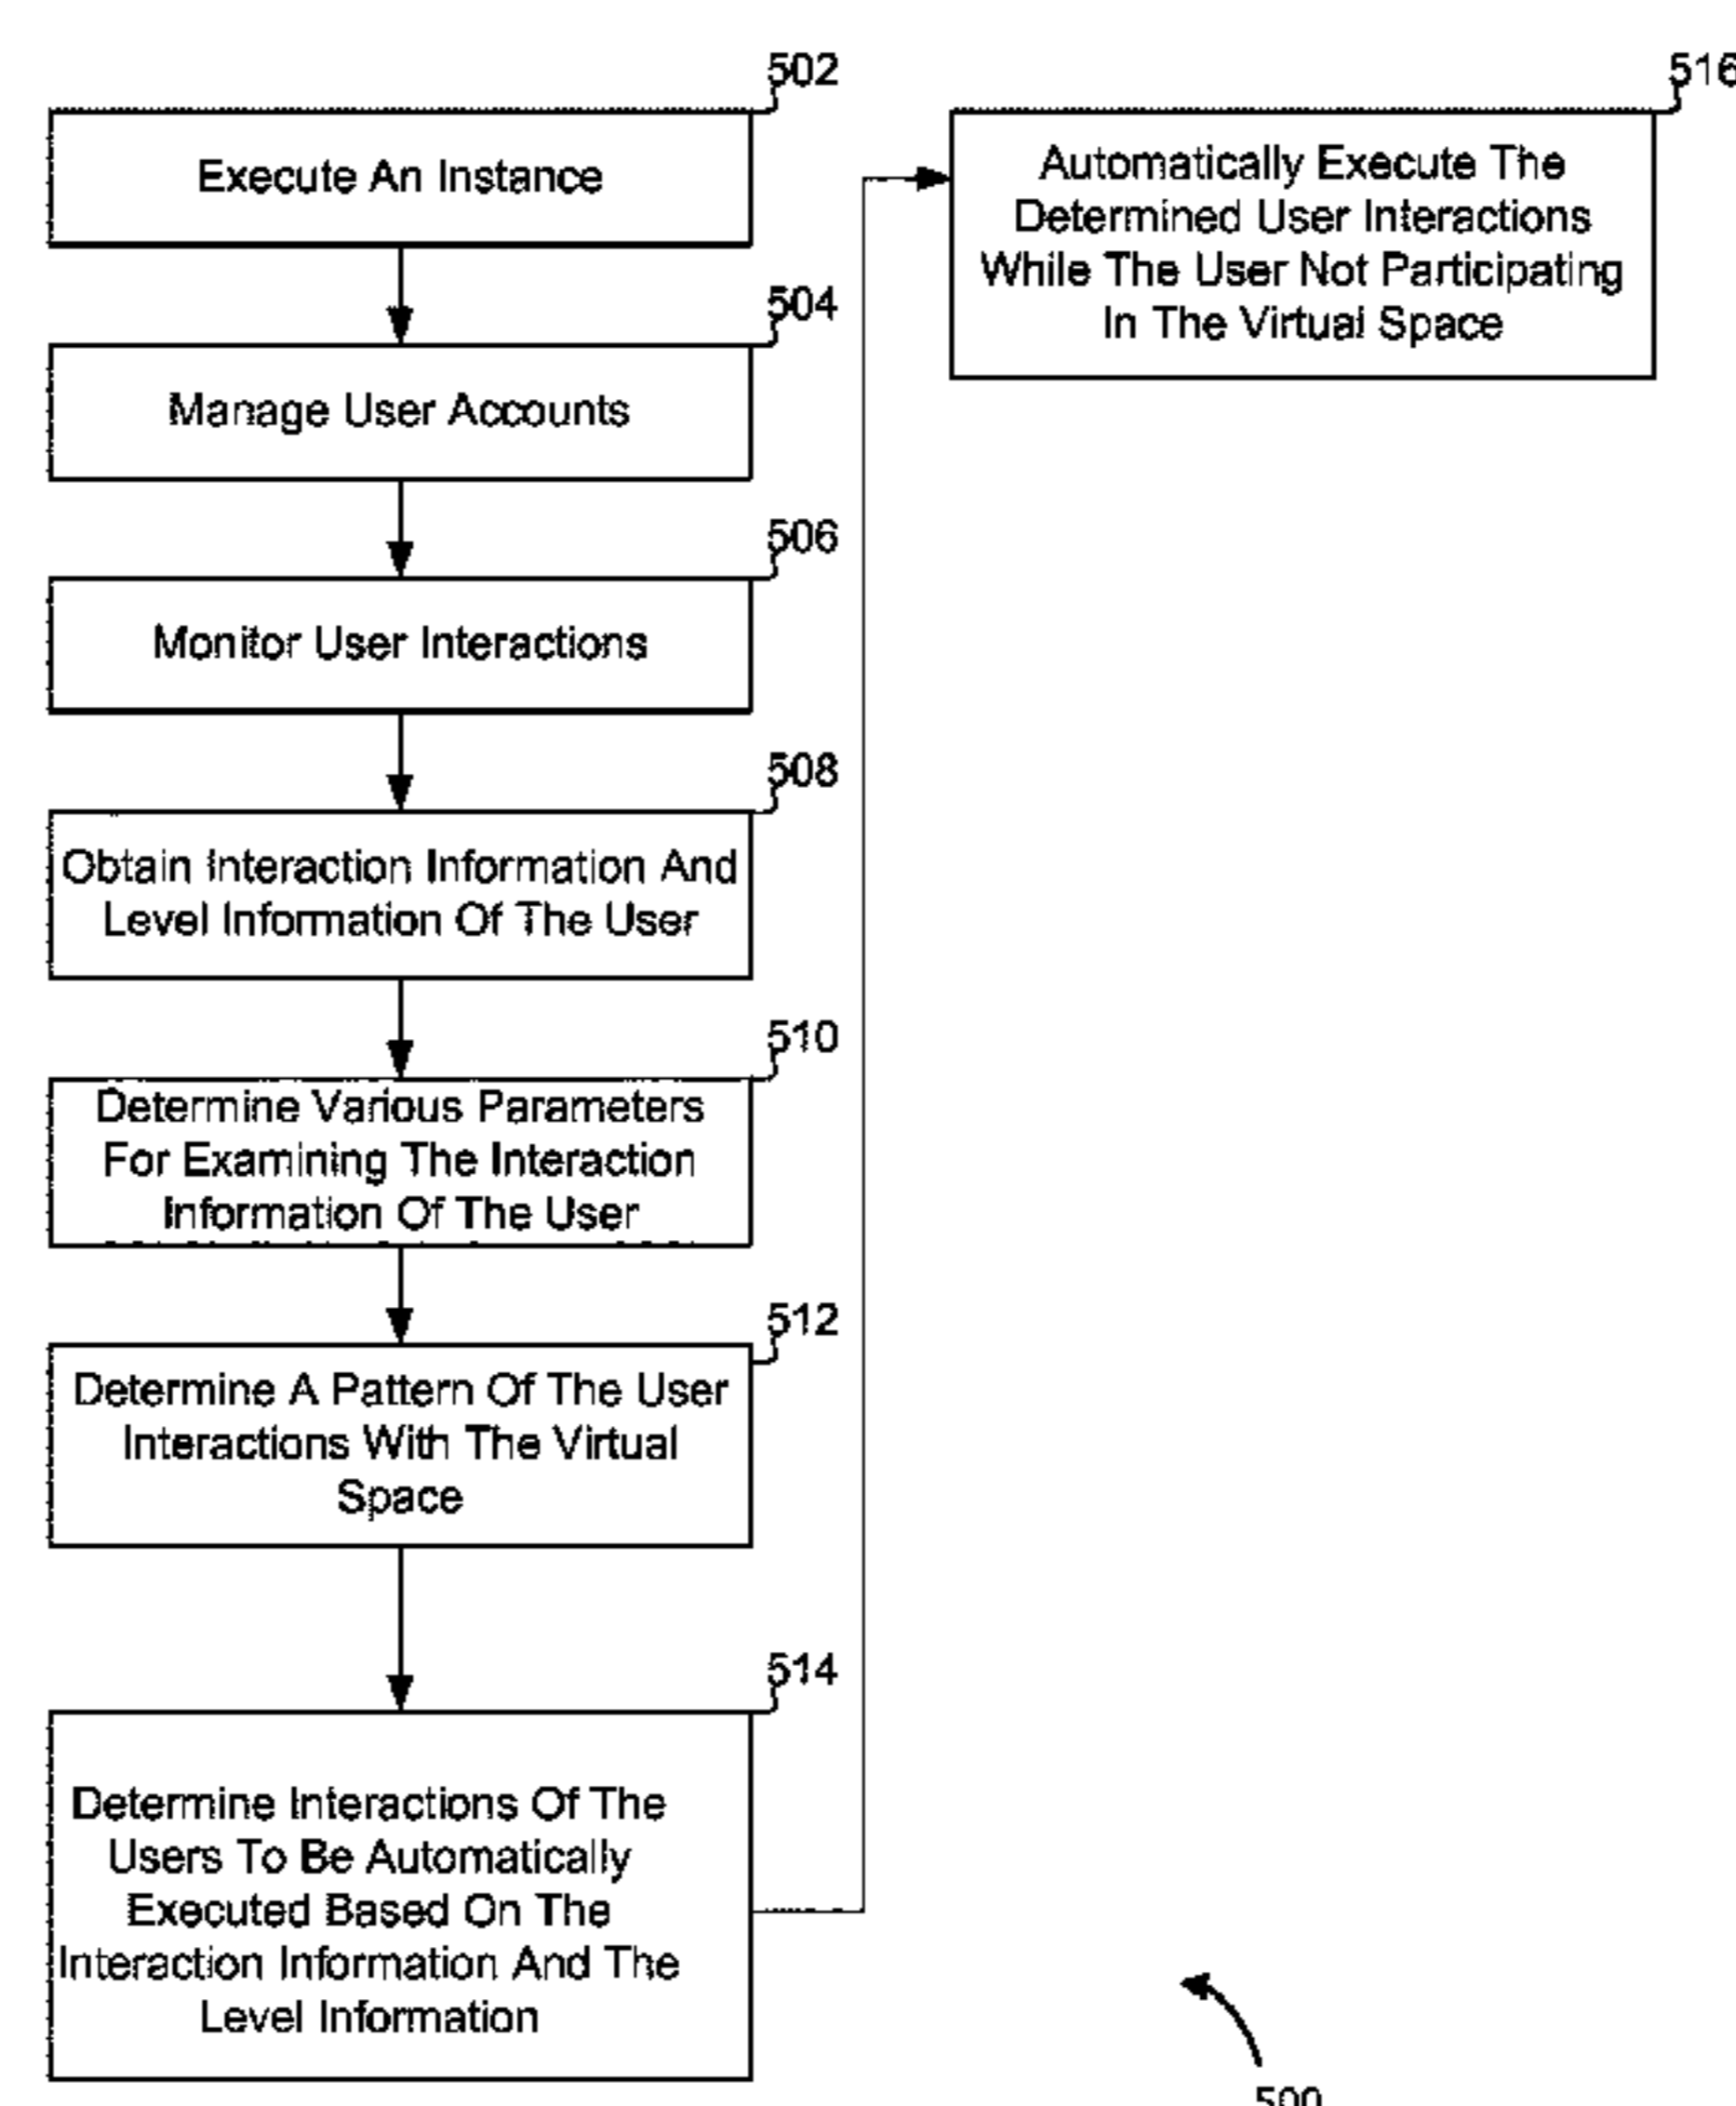 502
Execute An Instance
504
Manage User Accounts
506
Monitor User Interactions
508
Obtain Interaction Information And
Level Information Of The User
510
Determine Various Parameters
For Examining The Interaction
Information Of The User
512
Determine A Pattern Of The User
Interactions With The Virtual
Space
514
Determine Interactions Of The
Users To Be Automatically
Executed Based On The
Interaction Information And The
Level Information
516
Automatically Execute The
Determined User Interactions
While The User Not Participating
In The Virtual Space
500